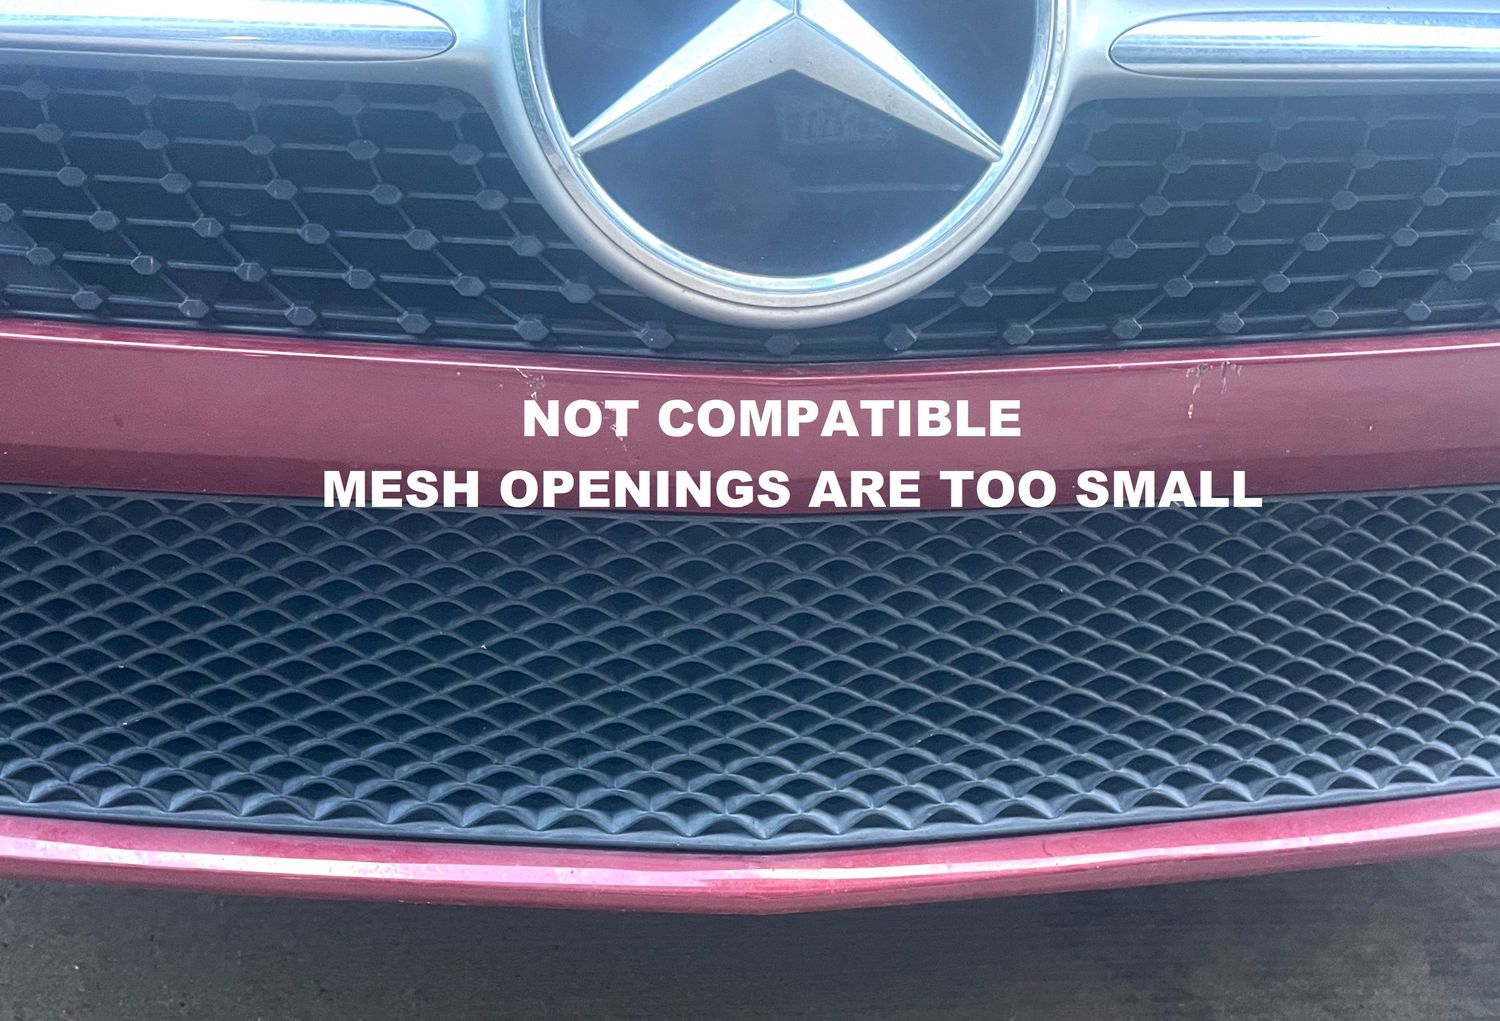 NOT COMPATIBLE
MESH OPENINGS ARE TOO SMALL